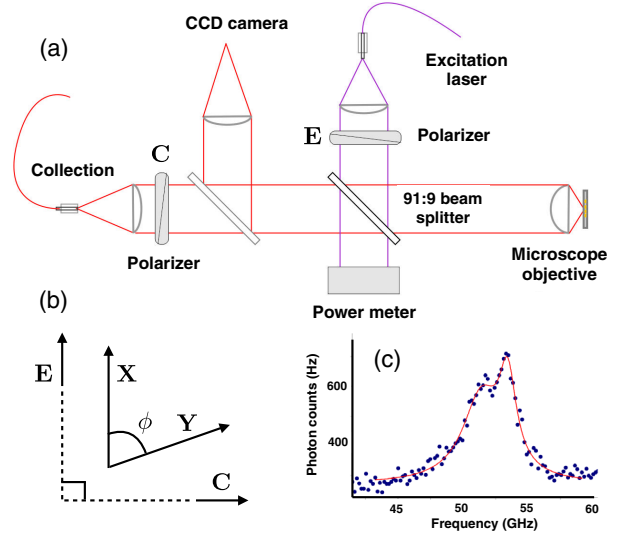 (a)
CCD camera
Excitation
laser
E
Polarizer
Collection
C
91:9 beam
splitter
Polarizer
Microscope
objective
Power meter
(b)
E
X
ϕ
Y
C
(c)
Photon counts (Hz)
600
400
45
50
55
60
Frequency (GHz)